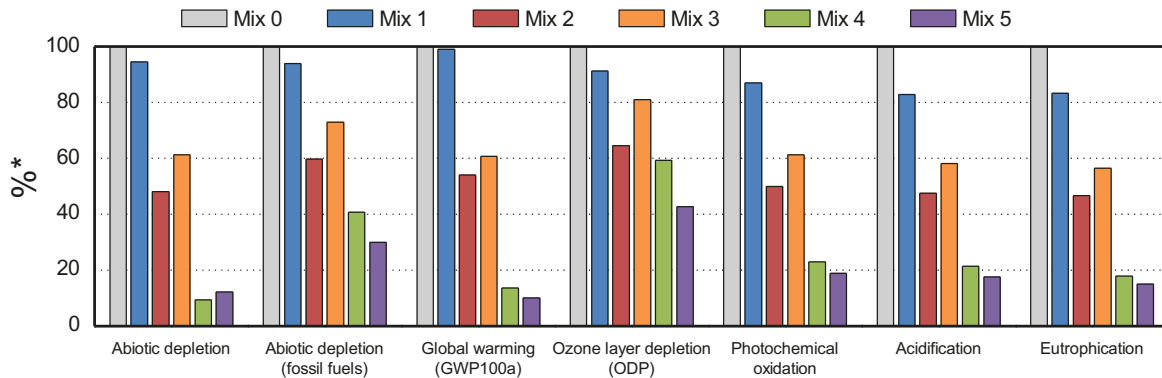 Mix 0 Mix 1 Mix 2 Mix 3 Mix 4 Mix 5
100
80
60
40
20
0
%*
Abiotic depletion
Abiotic depletion
(fossil fuels)
Global warming
(GWP100a)
Ozone layer depletion
(ODP)
Photochemical
oxidation
Acidification
Eutrophication